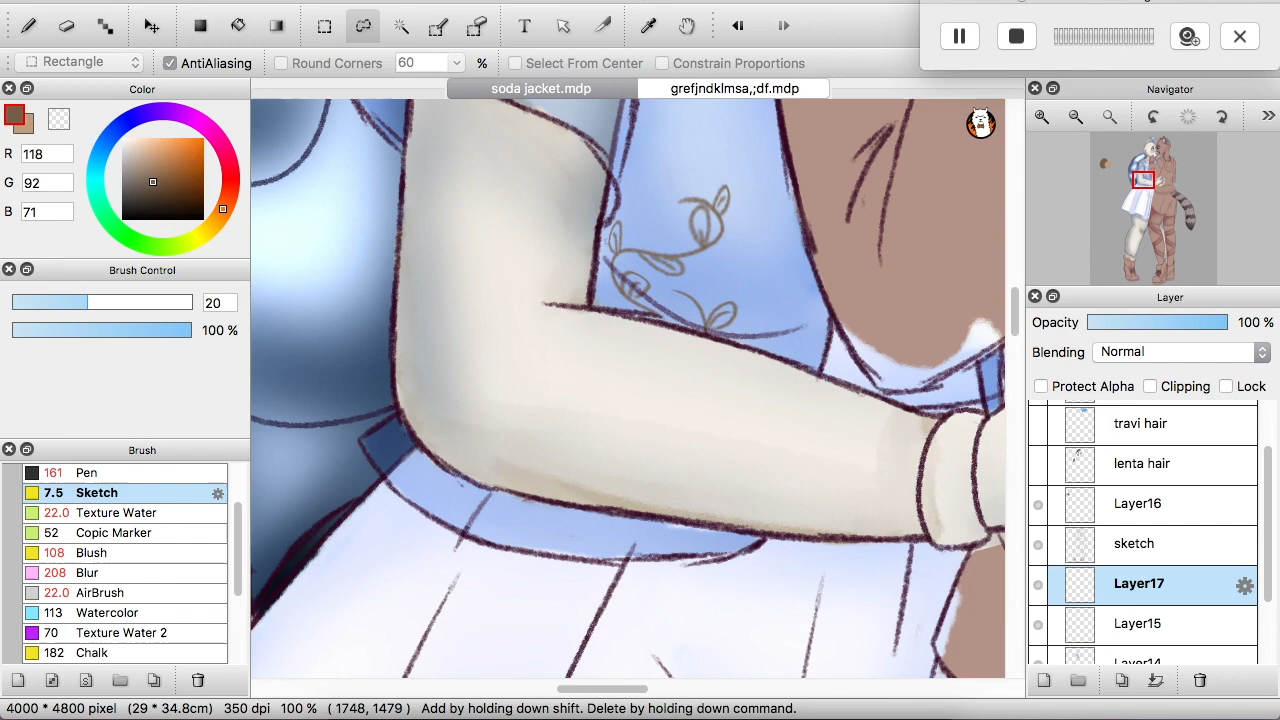 Rectangle
AntiAliasing
Round Corners
60
%
Select From Center
Constrain Proportions
soda jacket.mdp
grefjndklmsa,;df.mdp
Color
R
118
G
92
B
71
Brush Control
20
100 %
Brush
161 Pen
7.5 Sketch
22.0 Texture Water
52 Copic Marker
108 Blush
208 Blur
22.0 AirBrush
113 Watercolor
70 Texture Water 2
182 Chalk
Navigator
Layer
Opacity
100 %
Blending
Normal
Protect Alpha
Clipping
Lock
travi hair
lenta hair
Layer16
sketch
Layer17
Layer15
Layer14
4000 * 4800 pixel (29 * 34.8cm) 350 dpi 100 % ( 1748, 1479 ) Add by holding down shift. Delete by holding down command.